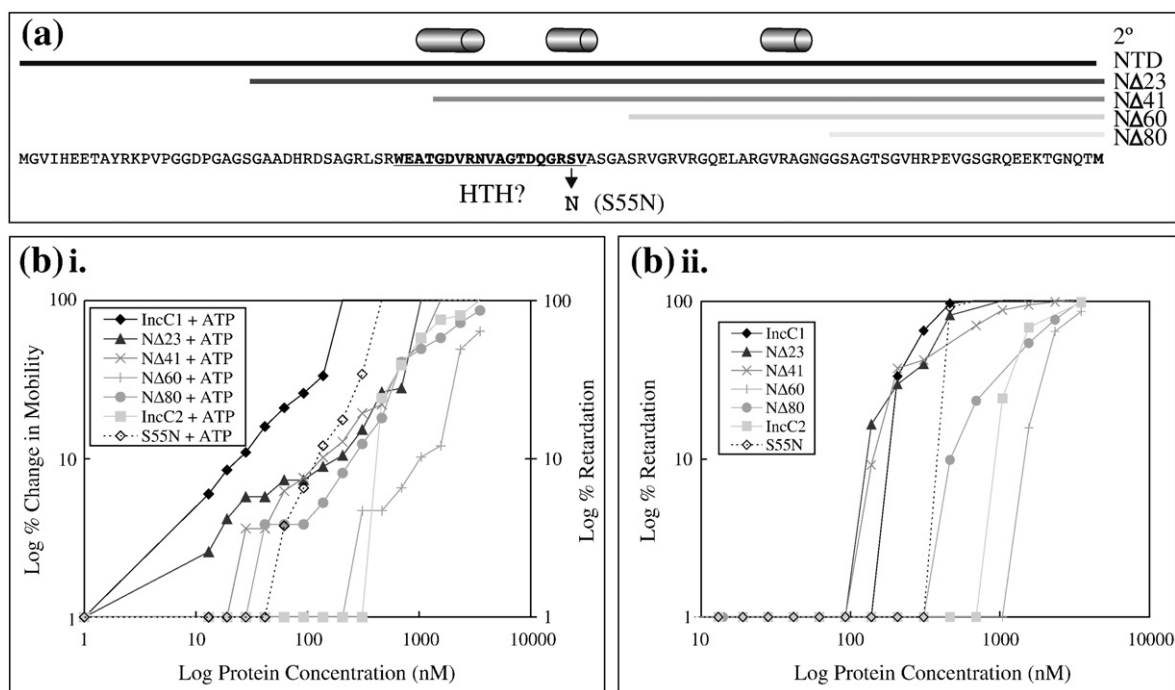 (a)
2º
NTD
NΔ23
NΔ41
NΔ60
NΔ80
MGVIHEETAYRKPVPGGDPGAGSGAADHRDSAGRLSRWEATGDVRNVAGTDQGRSVASGASRVGRVRGQELARGVRAGNGGSAGTSGVHRPEVGSGRQEEKTGNQTM
HTH?
N (S55N)
(b) i.
100
10
1
Log % Change in Mobility
IncC1 + ATP
NΔ23 + ATP
NΔ41 + ATP
NΔ60 + ATP
NΔ80 + ATP
IncC2 + ATP
S55N + ATP
100
10
1
Log % Retardation
1 10 100 1000 10000
Log Protein Concentration (nM)
(b) ii.
100
10
1
Log % Retardation
IncC1
NΔ23
NΔ41
NΔ60
NΔ80
IncC2
S55N
10 100 1000 10000
Log Protein Concentration (nM)